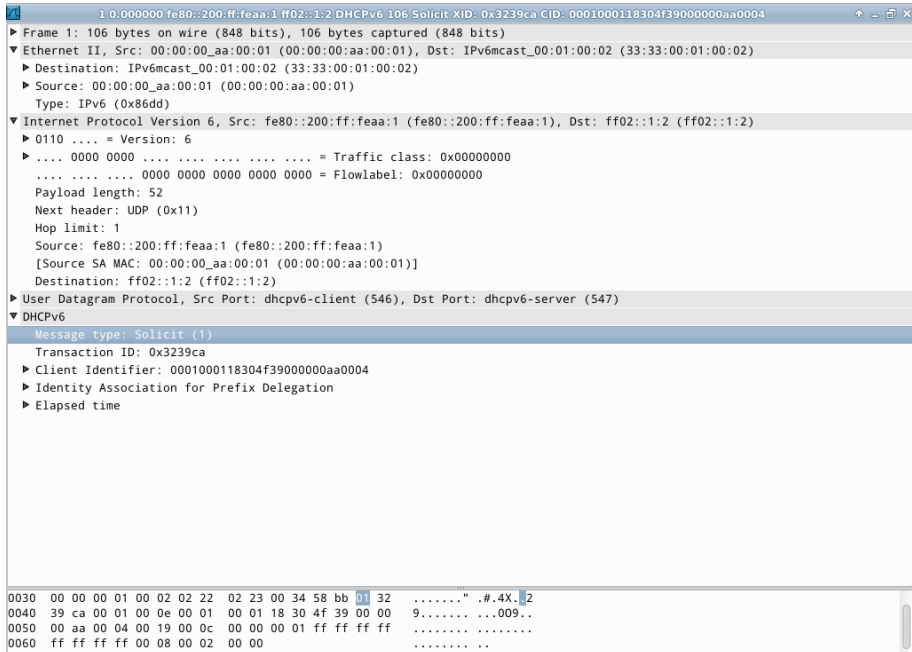 1 0.000000 fe80::200:ff:feaa:1 ff02::1:2 DHCPv6 106 Solicit XID: 0x3239ca CID: 0001000118304f39000000aa0004
Frame 1: 106 bytes on wire (848 bits), 106 bytes captured (848 bits)
Ethernet II, Src: 00:00:00_aa:00:01 (00:00:00:aa:00:01), Dst: IPv6mcast_00:01:00:02 (33:33:00:01:00:02)
Destination: IPv6mcast_00:01:00:02 (33:33:00:01:00:02)
Source: 00:00:00_aa:00:01 (00:00:00:aa:00:01)
Type: IPv6 (0x86dd)
Internet Protocol Version 6, Src: fe80::200:ff:feaa:1 (fe80::200:ff:feaa:1), Dst: ff02::1:2 (ff02::1:2)
0110 .... = Version: 6
.... 0000 0000 .... .... .... .... .... = Traffic class: 0x00000000
.... .... .... 0000 0000 0000 0000 0000 = Flowlabel: 0x00000000
Payload length: 52
Next header: UDP (0x11)
Hop limit: 1
Source: fe80::200:ff:feaa:1 (fe80::200:ff:feaa:1)
[Source SA MAC: 00:00:00_aa:00:01 (00:00:00:aa:00:01)]
Destination: ff02::1:2 (ff02::1:2)
User Datagram Protocol, Src Port: dhcpv6-client (546), Dst Port: dhcpv6-server (547)
DHCPv6
Message type: Solicit (1)
Transaction ID: 0x3239ca
Client Identifier: 0001000118304f39000000aa0004
Identity Association for Prefix Delegation
Elapsed time
0030 00 00 00 01 00 02 02 22 02 23 00 34 58 bb 01 32 ......." .#.4X..2
0040 39 ca 00 01 00 0e 00 01 00 01 18 30 4f 39 00 00 9....... ...0O9..
0050 00 aa 00 04 00 19 00 0c 00 00 00 01 ff ff ff ff ........ ........
0060 ff ff ff ff 00 08 00 02 00 00 ........ ..